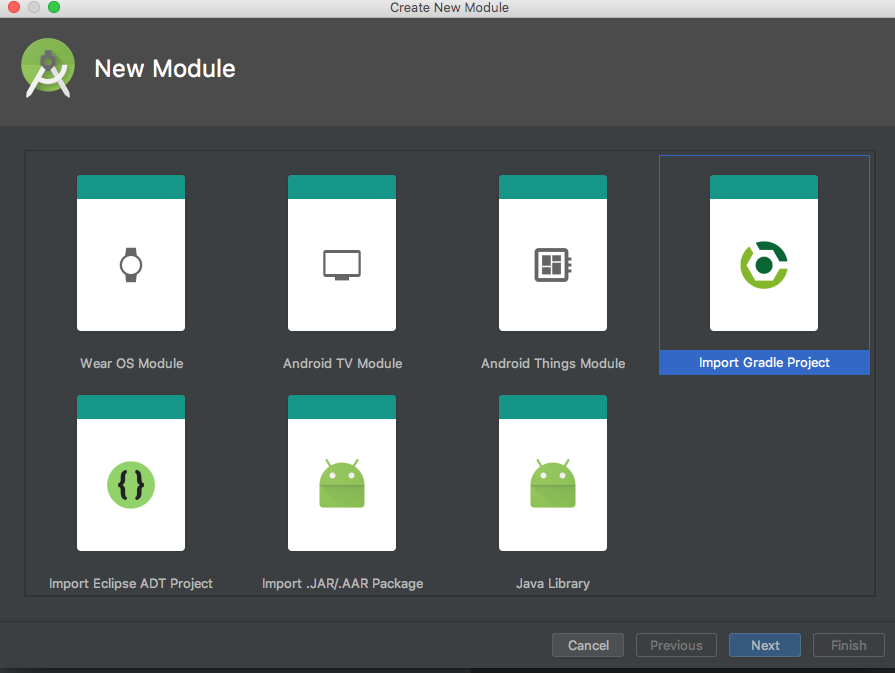 Create New Module
New Module
Wear OS Module
Android TV Module
Android Things Module
Import Gradle Project
{}
Import Eclipse ADT Project
Import .JAR/.AAR Package
Java Library
Cancel
Previous
Next
Finish